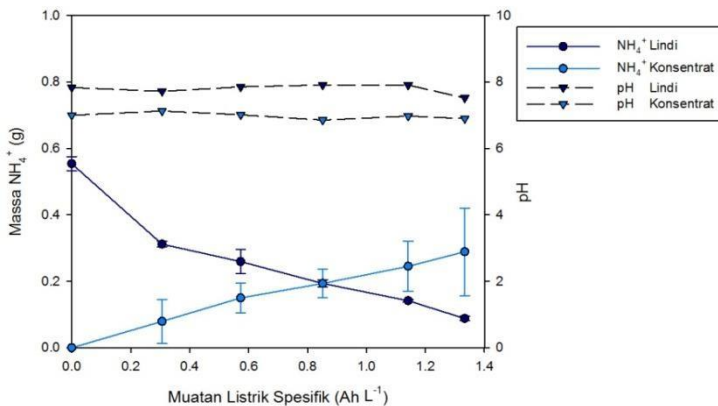 1.0
0.8
0.6
0.4
0.2
0.0
Massa NH₄⁺ (g)
10
8
6
4
2
0
pH
0.0 0.2 0.4 0.6 0.8 1.0 1.2 1.4
Muatan Listrik Spesifik (Ah L⁻¹)
NH₄⁺ Lindi
NH₄⁺ Konsentrat
pH Lindi
pH Konsentrat